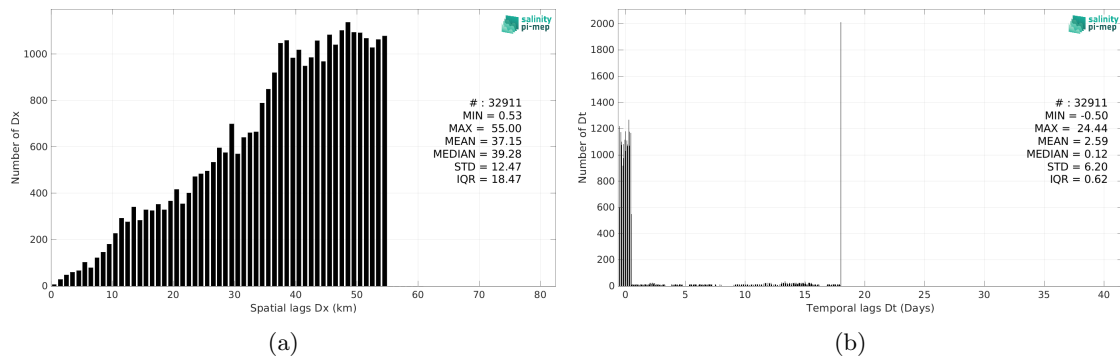 salinity
pi-mep
1000
800
600
400
200
0
Number of Dx
# : 32911
MIN = 0.53
MAX = 55.00
MEAN = 37.15
MEDIAN = 39.28
STD = 12.47
IQR = 18.47
0 10 20 30 40 50 60 70 80
Spatial lags Dx (km)
(a)
salinity
pi-mep
2000
1800
1600
1400
1200
1000
800
600
400
200
0
Number of Dt
# : 32911
MIN = -0.50
MAX = 24.44
MEAN = 2.59
MEDIAN = 0.12
STD = 6.20
IQR = 0.62
0 5 10 15 20 25 30 35 40
Temporal lags Dt (Days)
(b)